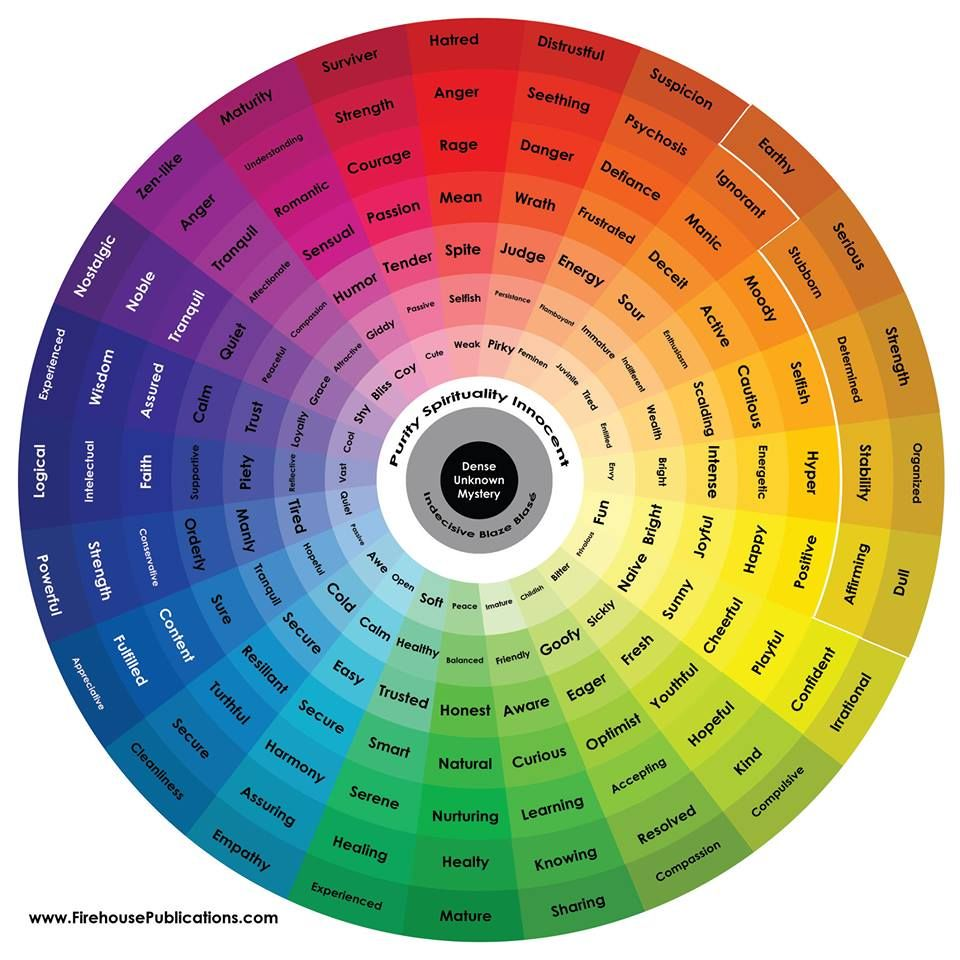 Hatred
Anger
Rage
Mean
Spite
Selfish
Weak
Distrustful
Seething
Danger
Wrath
Judge
Persistance
Pirky
Suspicion
Psychosis
Defiance
Frustrated
Energy
Flamboyant
Feminen
Earthy
Ignorant
Manic
Deceit
Sour
Immature
Juvinile
Serious
Stubborn
Moody
Active
Enthusiasm
Indifferent
Tired
Strength
Determined
Selfish
Cautious
Scalding
Wealth
Entitled
Organized
Stability
Hyper
Energetic
Intense
Bright
Envy
Dull
Affirming
Positive
Happy
Joyful
Bright
Fun
Irrational
Confident
Playful
Cheerful
Sunny
Naive
Frivalous
Compulsive
Kind
Hopeful
Youthful
Fresh
Sickly
Bitter
Compassion
Resolved
Accepting
Optimist
Eager
Goofy
Childish
Sharing
Knowing
Learning
Curious
Aware
Friendly
Imature
Mature
Healty
Nurturing
Natural
Honest
Balanced
Peace
Experienced
Healing
Serene
Smart
Trusted
Healthy
Soft
Empathy
Assuring
Harmony
Secure
Easy
Calm
Open
Cleanliness
Secure
Turthful
Resiliant
Secure
Cold
Awe
Appreciative
Fulfilled
Content
Sure
Tranquil
Hopeful
Passive
Powerful
Strength
Conservative
Orderly
Manly
Tired
Quiet
Logical
Intelectual
Faith
Supportive
Piety
Reflective
Vast
Experienced
Wisdom
Assured
Calm
Trust
Loyalty
Cool
Nostalgic
Noble
Tranquil
Quiet
Peaceful
Grace
Shy
Zen-like
Anger
Tranquil
Affectionate
Compassion
Attractive
Bliss
Maturity
Understanding
Romantic
Sensual
Humor
Giddy
Coy
Surviver
Strength
Courage
Passion
Tender
Passive
Cute
Purity Spirituality Innocent
Dense
Unknown
Mystery
Indecisive Blaze Blasé
www.FirehousePublications.com